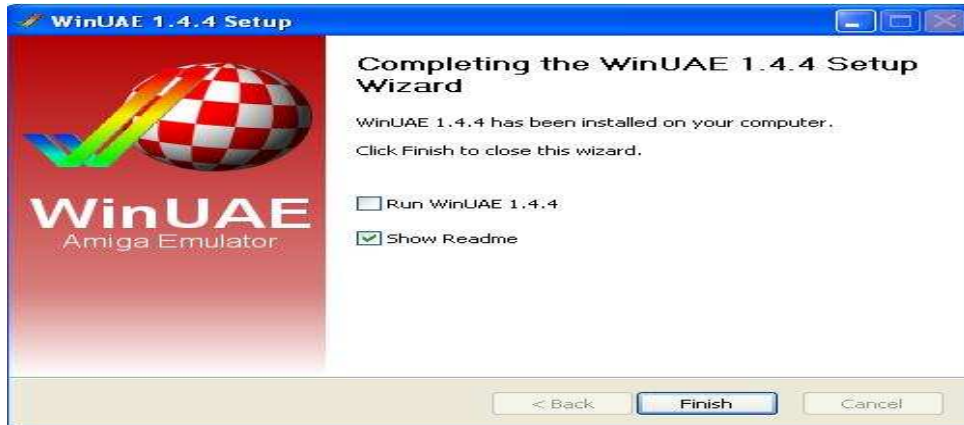 WinUAE 1.4.4 Setup
Completing the WinUAE 1.4.4 Setup
Wizard
WinUAE 1.4.4 has been installed on your computer.
Click Finish to close this wizard.
Run WinUAE 1.4.4
Show Readme
WinUAE
Amiga Emulator
< Back
Finish
Cancel